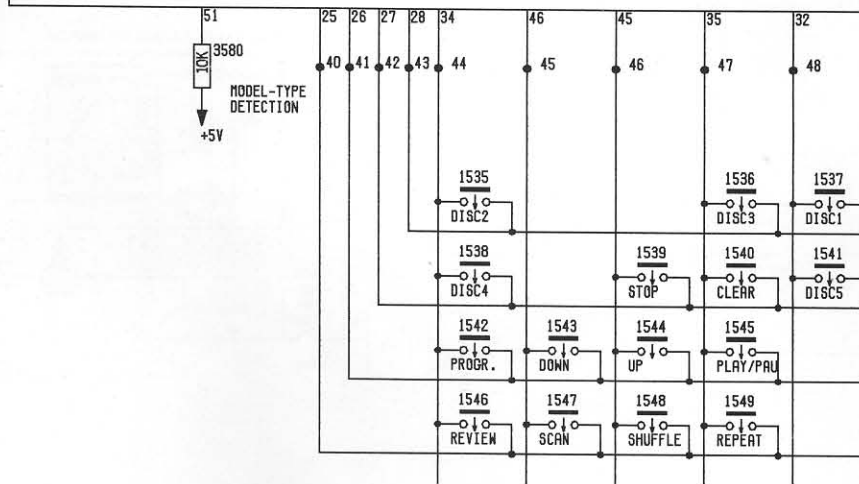 51 25 26 27 28 34 46 45 35 32
10K 3580
40 41 42 43 44 45 46 47 48
MODEL-TYPE
DETECTION
+5V
1535 1536 1537
DISC2 DISC3 DISC1
1538 1539 1540 1541
DISC4 STOP CLEAR DISC5
1542 1543 1544 1545
PROGR. DOWN UP PLAY/PAU
1546 1547 1548 1549
REVIEW SCAN SHUFFLE REPEAT